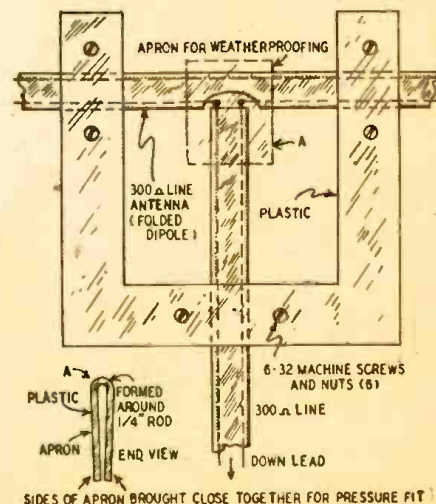 APRON FOR WEATHERPROOFING
A
300 Ω LINE
ANTENNA
(FOLDED
DIPOLE)
PLASTIC
6-32 MACHINE SCREWS
AND NUTS (6)
300 Ω LINE
DOWN LEAD
A
PLASTIC
APRON
FORMED
AROUND
1/4" ROD
END VIEW
SIDES OF APRON BROUGHT CLOSE TOGETHER FOR PRESSURE FIT